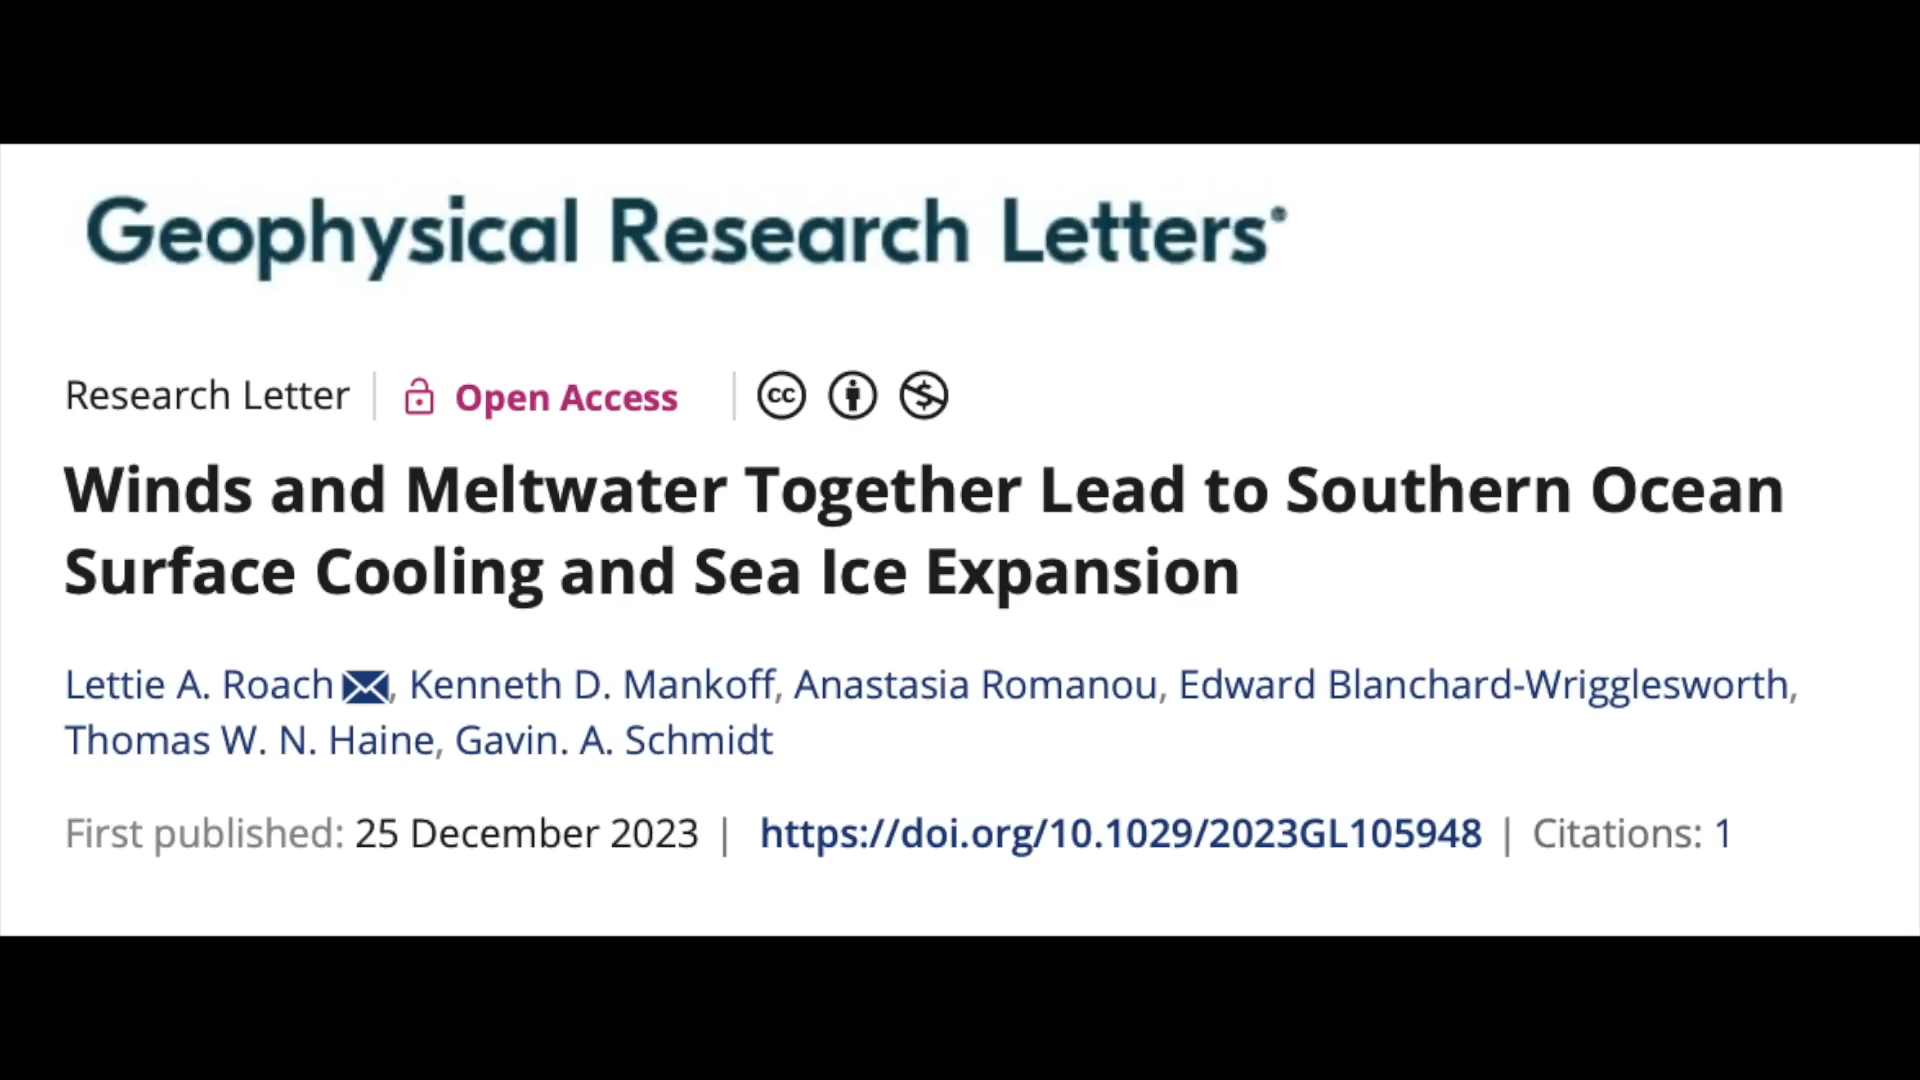 Geophysical Research Letters®
Research Letter | Open Access | cc
Winds and Meltwater Together Lead to Southern Ocean
Surface Cooling and Sea Ice Expansion
Lettie A. Roach, Kenneth D. Mankoff, Anastasia Romanou, Edward Blanchard-Wrigglesworth,
Thomas W. N. Haine, Gavin. A. Schmidt
First published: 25 December 2023 | https://doi.org/10.1029/2023GL105948 | Citations: 1